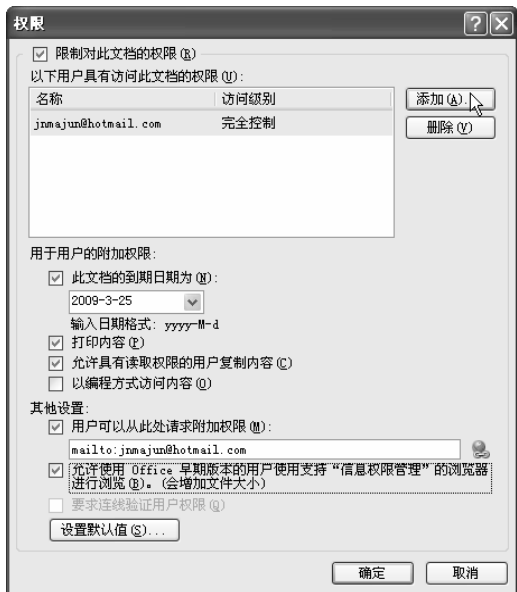 权限
限制对此文档的权限(R)
以下用户具有访问此文档的权限(U):
名称 访问级别
jnmajun@hotmail.com 完全控制
添加(A)...
删除(V)
用于用户的附加权限:
此文档的到期日期为(N):
2009-3-25
输入日期格式: yyyy-M-d
打印内容(P)
允许具有读取权限的用户复制内容(C)
以编程方式访问内容(O)
其他设置:
用户可以从此处请求附加权限(M):
mailto:jnmajun@hotmail.com
允许使用 Office 早期版本的用户使用支持“信息权限管理”的浏览器
进行浏览(B)。(会增加文件大小)
要求连线验证用户权限(Q)
设置默认值(S)...
确定 取消